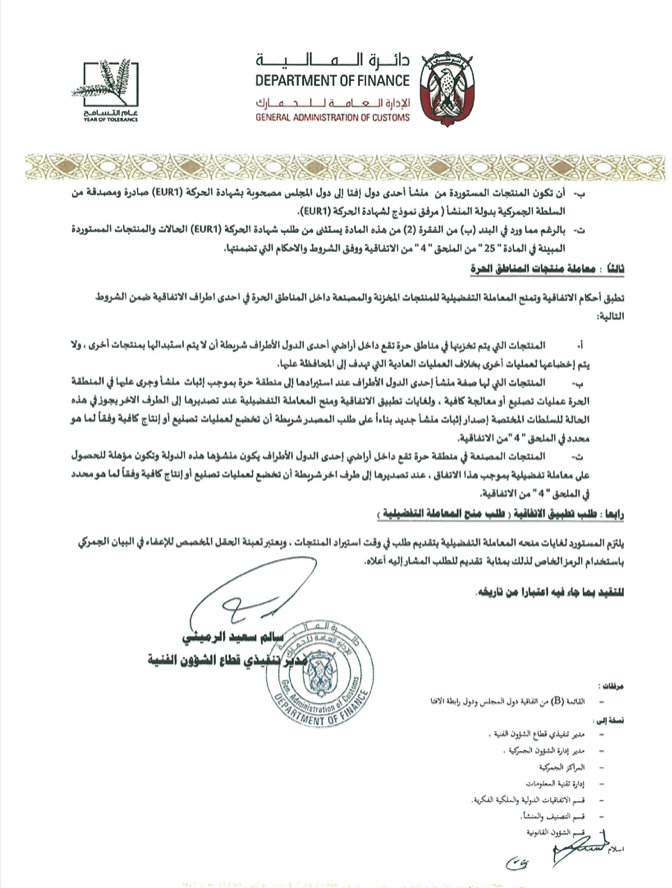 دائرة المالية
DEPARTMENT OF FINANCE
الإدارة العامة للجمارك
GENERAL ADMINISTRATION OF CUSTOMS
عام التسامح
YEAR OF TOLERANCE
ب- أن تكون المنتجات المستوردة من منشأ أحدى دول إفتا إلى دول المجلس مصحوبة بشهادة الحركة (EUR1) صادرة ومصدقة من
السلطة الجمركية بدولة المنشأ ( مرفق نموذج لشهادة الحركة (EUR1).
ت- بالرغم مما ورد في البند (ب) من الفقرة (2) من هذه المادة يستثنى من طلب شهادة الحركة (EUR1) الحالات والمنتجات المستوردة
المبينة في المادة " 25 " من الملحق " 4 " من الاتفاقية ووفق الشروط والاحكام التي تضمنتها.
ثالثاً : معاملة منتجات المناطق الحرة
تطبق أحكام الاتفاقية وتمنح المعاملة التفضيلية للمنتجات المخزنة والمصنعة داخل المناطق الحرة في احدى اطراف الاتفاقية ضمن الشروط
التالية:
أ- المنتجات التي يتم تخزينها في مناطق حرة تقع داخل أراضي أحدى الدول الأطراف شريطة أن لا يتم استبدالها بمنتجات أخرى ، ولا
يتم إخضاعها لعمليات أخرى بخلاف العمليات العادية التي تهدف إلى المحافظة عليها.
ب- المنتجات التي لها صفة منشأ إحدى الدول الأطراف عند استيرادها إلى منطقة حرة بموجب إثبات منشأ وجرى عليها في المنطقة
الحرة عمليات تصنيع أو معالجة كافية ، ولغايات تطبيق الاتفاقية ومنح المعاملة التفضيلية عند تصديرها إلى الطرف الاخر يجوز في هذه
الحالة للسلطات المختصة إصدار إثبات منشأ جديد بناءاً على طلب المصدر شريطة أن تخضع لعمليات تصنيع أو إنتاج كافية وفقاً لما هو
محدد في الملحق " 4 "من الاتفاقية.
ت- المنتجات المصنعة في منطقة حرة تقع داخل أراضي إحدى الدول الأطراف يكون منشؤها هذه الدولة وتكون مؤهلة للحصول
على معاملة تفضيلية بموجب هذا الاتفاق ، عند تصديرها إلى طرف اخر شريطة أن تخضع لعمليات تصنيع أو إنتاج كافية وفقاً لما هو محدد
في الملحق " 4 " من الاتفاقية.
رابعا : طلب تطبيق الاتفاقية ( طلب منح المعاملة التفضيلية )
يلتزم المستورد لغايات منحه المعاملة التفضيلية بتقديم طلب في وقت استيراد المنتجات ، ويعتبر تعبئة الحقل المخصص للإعفاء في البيان الجمركي
باستخدام الرمز الخاص لذلك بمثابة تقديم للطلب المشار إليه أعلاه.
للتقيد بما جاء فيه اعتبارا من تاريخه.
سالم سعيد الرميثي
مدير تنفيذي قطاع الشؤون الفنية
دائرة المالية
الإدارة العامة للجمارك
Gen. Administration of Customs
DEPARTMENT OF FINANCE
مرفقات :
– القائمة (B) من اتفاقية دول المجلس ودول رابطة الافتا
نسخة إلى :
– مدير تنفيذي قطاع الشؤون الفنية .
– مدير إدارة الشؤون الجمركية .
– المراكز الجمركية
– إدارة تقنية المعلومات
– قسم الاتفاقيات الدولية والملكية الفكرية.
– قسم التصنيف والمنشأ.
– قسم الشؤون القانونية
اسلام